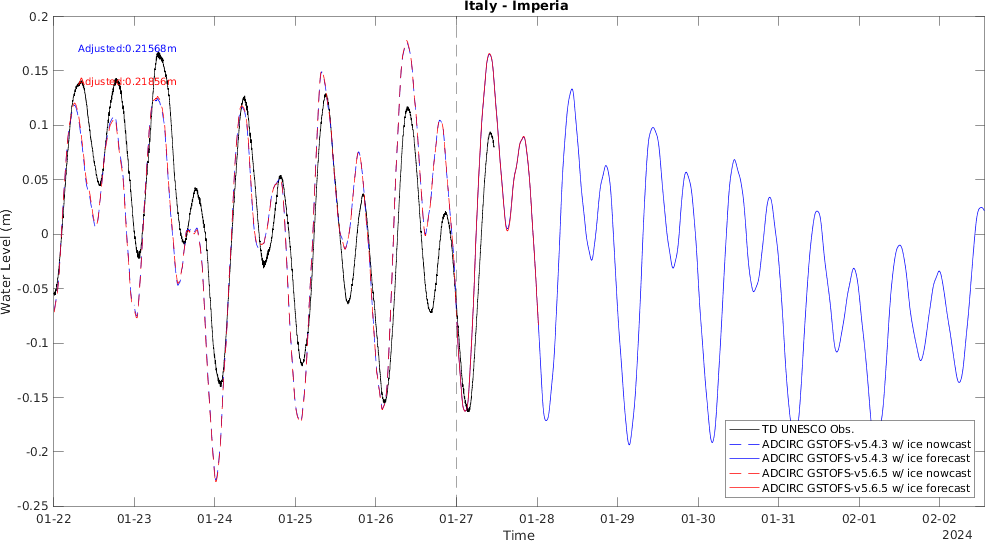 Italy - Imperia
Water Level (m)
0.2
0.15
0.1
0.05
0
-0.05
-0.1
-0.15
-0.2
-0.25
Adjusted:0.21568m
Adjusted:0.21856m
TD UNESCO Obs.
ADCIRC GSTOFS-v5.4.3 w/ ice nowcast
ADCIRC GSTOFS-v5.4.3 w/ ice forecast
ADCIRC GSTOFS-v5.6.5 w/ ice nowcast
ADCIRC GSTOFS-v5.6.5 w/ ice forecast
01-22 01-23 01-24 01-25 01-26 01-27 01-28 01-29 01-30 01-31 02-01 02-02
Time
2024